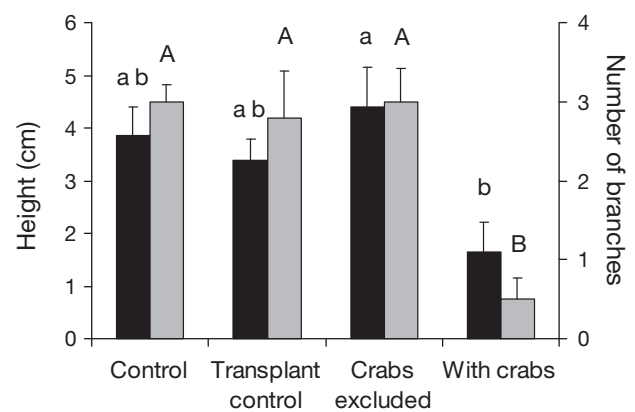 6
5
4
3
2
1
0
Height (cm)
a b
A
a b
A
a
A
b
B
4
3
2
1
0
Number of branches
Control
Transplant
control
Crabs
excluded
With crabs